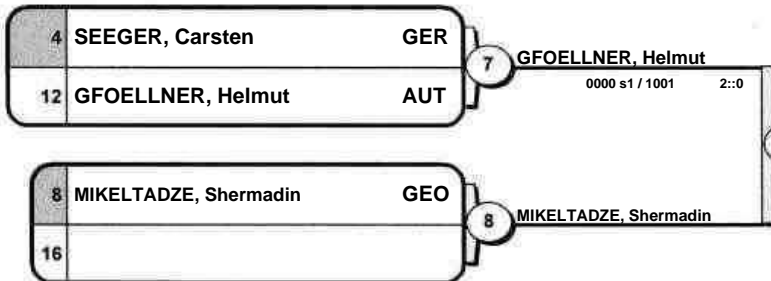 4 SEEGER, Carsten GER
7 GFOELLNER, Helmut
0000 s1 / 1001 2::0
12 GFOELLNER, Helmut AUT
8 MIKELTADZE, Shermadin GEO
8 MIKELTADZE, Shermadin
16